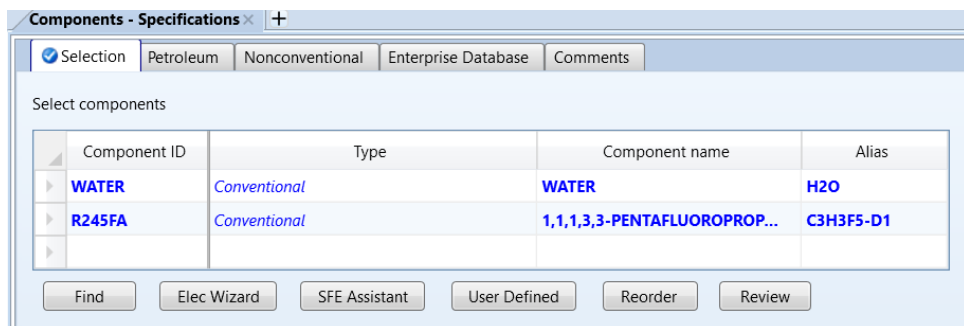 Components - Specifications × +
Selection Petroleum Nonconventional Enterprise Database Comments
Select components
Component ID Type Component name Alias
WATER Conventional WATER H2O
R245FA Conventional 1,1,1,3,3-PENTAFLUOROPROP... C3H3F5-D1
Find Elec Wizard SFE Assistant User Defined Reorder Review